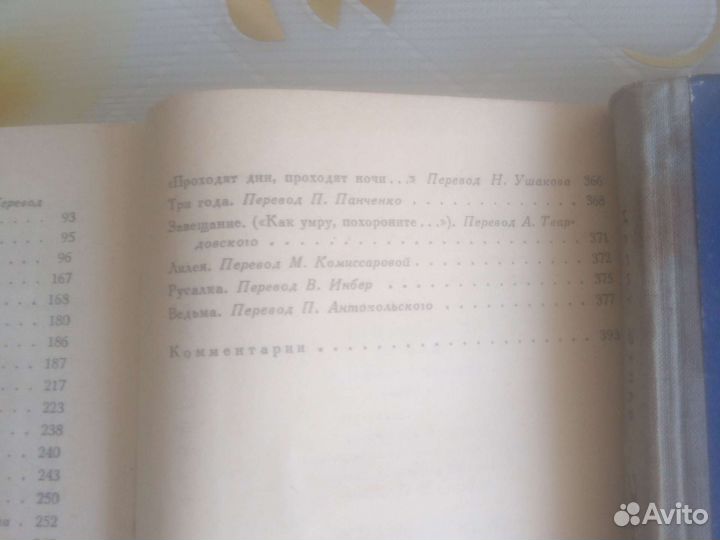 Перевод
. . 93
. . . 95
. . . 96
. . . 167
. . . 168
. . . 180
. . . 186
. . . 187
. . . 217
. . . 223
. . . 238
. . . 240
. . . 243
. . . 250
. 252
«Проходят дни, проходят ночи...» Перевод Н. Ушакова 366
Три года. Перевод П. Панченко . . . . . . . . . . 368
Завещание. («Как умру, похороните...»). Перевод А. Твар-
довского . . . . . . . . . . . . . . . . 371
Лилея. Перевод М. Комиссаровой . . . . . . . . . 372
Русалка. Перевод В. Инбер . . . . . . . . . . . 375
Ведьма. Перевод П. Антокольского . . . . . . . . 377
Комментарии . . . . . . . . . . . . . . . 393
Avito